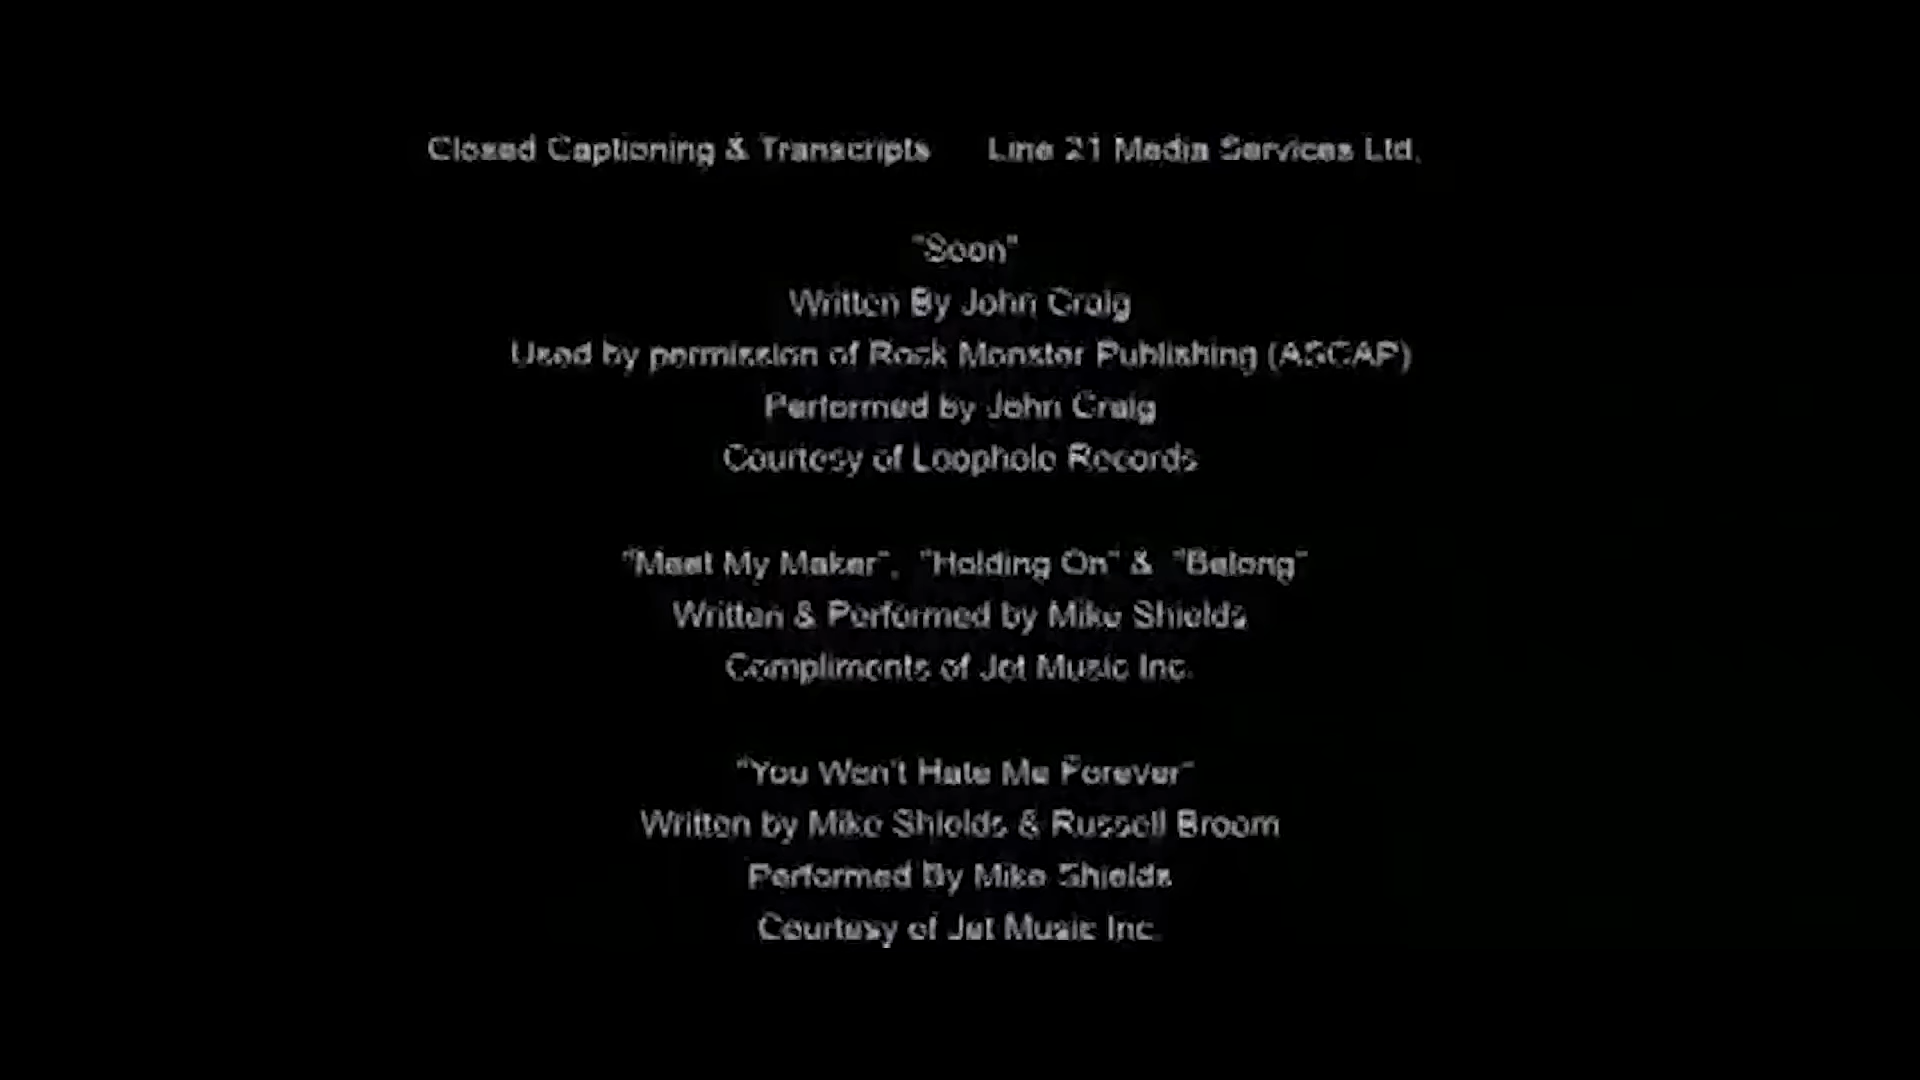 Closed Captioning & Transcripts Line 21 Media Services Ltd.
"Soon"
Written By John Craig
Used by permission of Rock Monster Publishing (ASCAP)
Performed by John Craig
Courtesy of Loophole Records
"Meet My Maker", "Holding On" & "Belong"
Written & Performed by Mike Shields
Compliments of Jet Music Inc.
"You Won't Hate Me Forever"
Written by Mike Shields & Russell Broom
Performed By Mike Shields
Courtesy of Jet Music Inc.